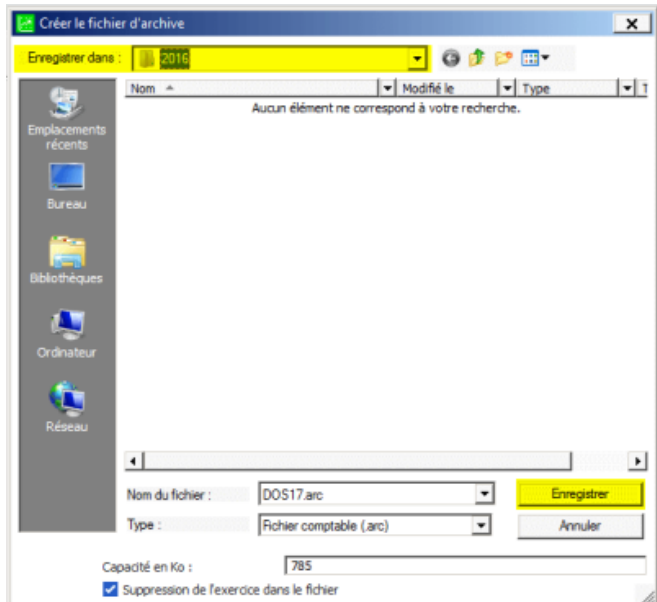 Créer le fichier d'archive
Enregistrer dans : 2016
Nom Modifié le Type T
Aucun élément ne correspond à votre recherche.
Emplacements
récents
Bureau
Bibliothèques
Ordinateur
Réseau
Nom du fichier : DOS17.arc Enregistrer
Type : Fichier comptable (.arc) Annuler
Capacité en Ko : 785
Suppression de l'exercice dans le fichier